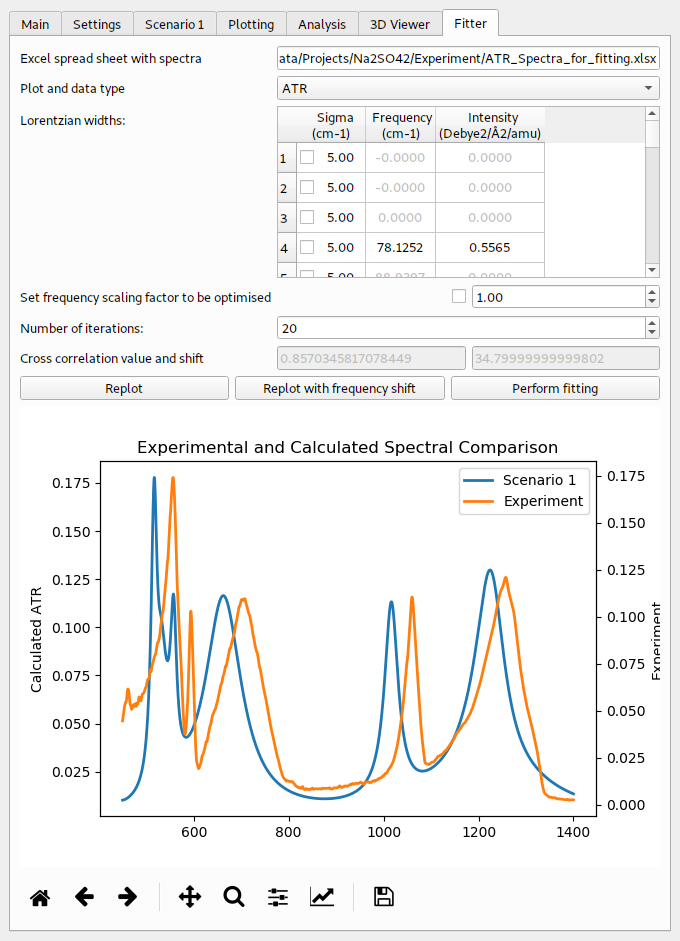 Main Settings Scenario 1 Plotting Analysis 3D Viewer Fitter
Excel spread sheet with spectra ata/Projects/Na2SO42/Experiment/ATR_Spectra_for_fitting.xlsx
Plot and data type ATR
Lorentzian widths:
Sigma Frequency Intensity
(cm-1) (cm-1) (Debye2/Å2/amu)
1 5.00 -0.0000 0.0000
2 5.00 -0.0000 0.0000
3 5.00 0.0000 0.0000
4 5.00 78.1252 0.5565
5 5.00 88.9397 0.0000
Set frequency scaling factor to be optimised 1.00
Number of iterations: 20
Cross correlation value and shift 0.8570345817078449 34.79999999999802
Replot Replot with frequency shift Perform fitting
Experimental and Calculated Spectral Comparison
Scenario 1
Experiment
Calculated ATR
0.175
0.150
0.125
0.100
0.075
0.050
0.025
600 800 1000 1200 1400
0.175
0.150
0.125
0.100
0.075
0.050
0.025
0.000
Experiment